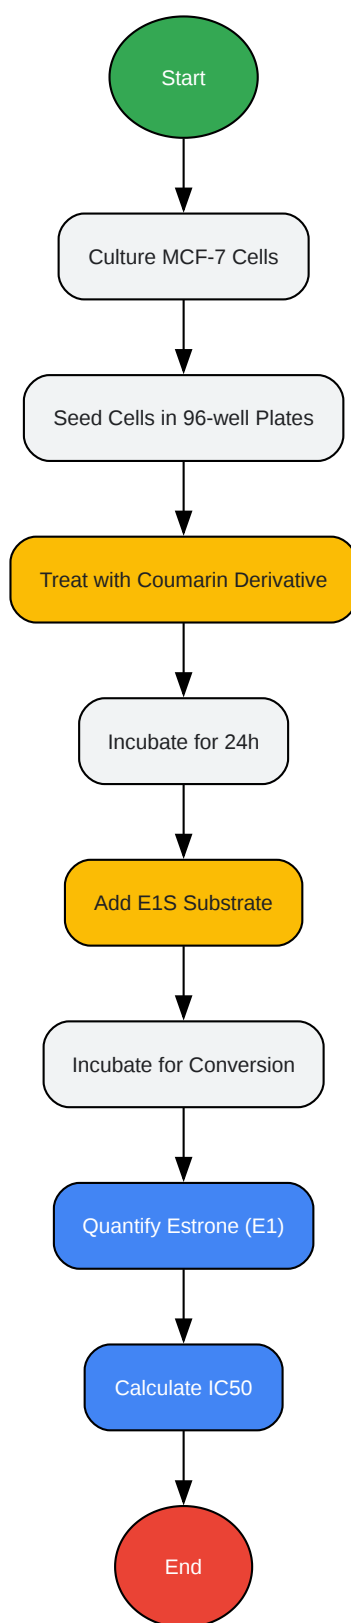 Start
Culture MCF-7 Cells
Seed Cells in 96-well Plates
Treat with Coumarin Derivative
Incubate for 24h
Add E1S Substrate
Incubate for Conversion
Quantify Estrone (E1)
Calculate IC50
End